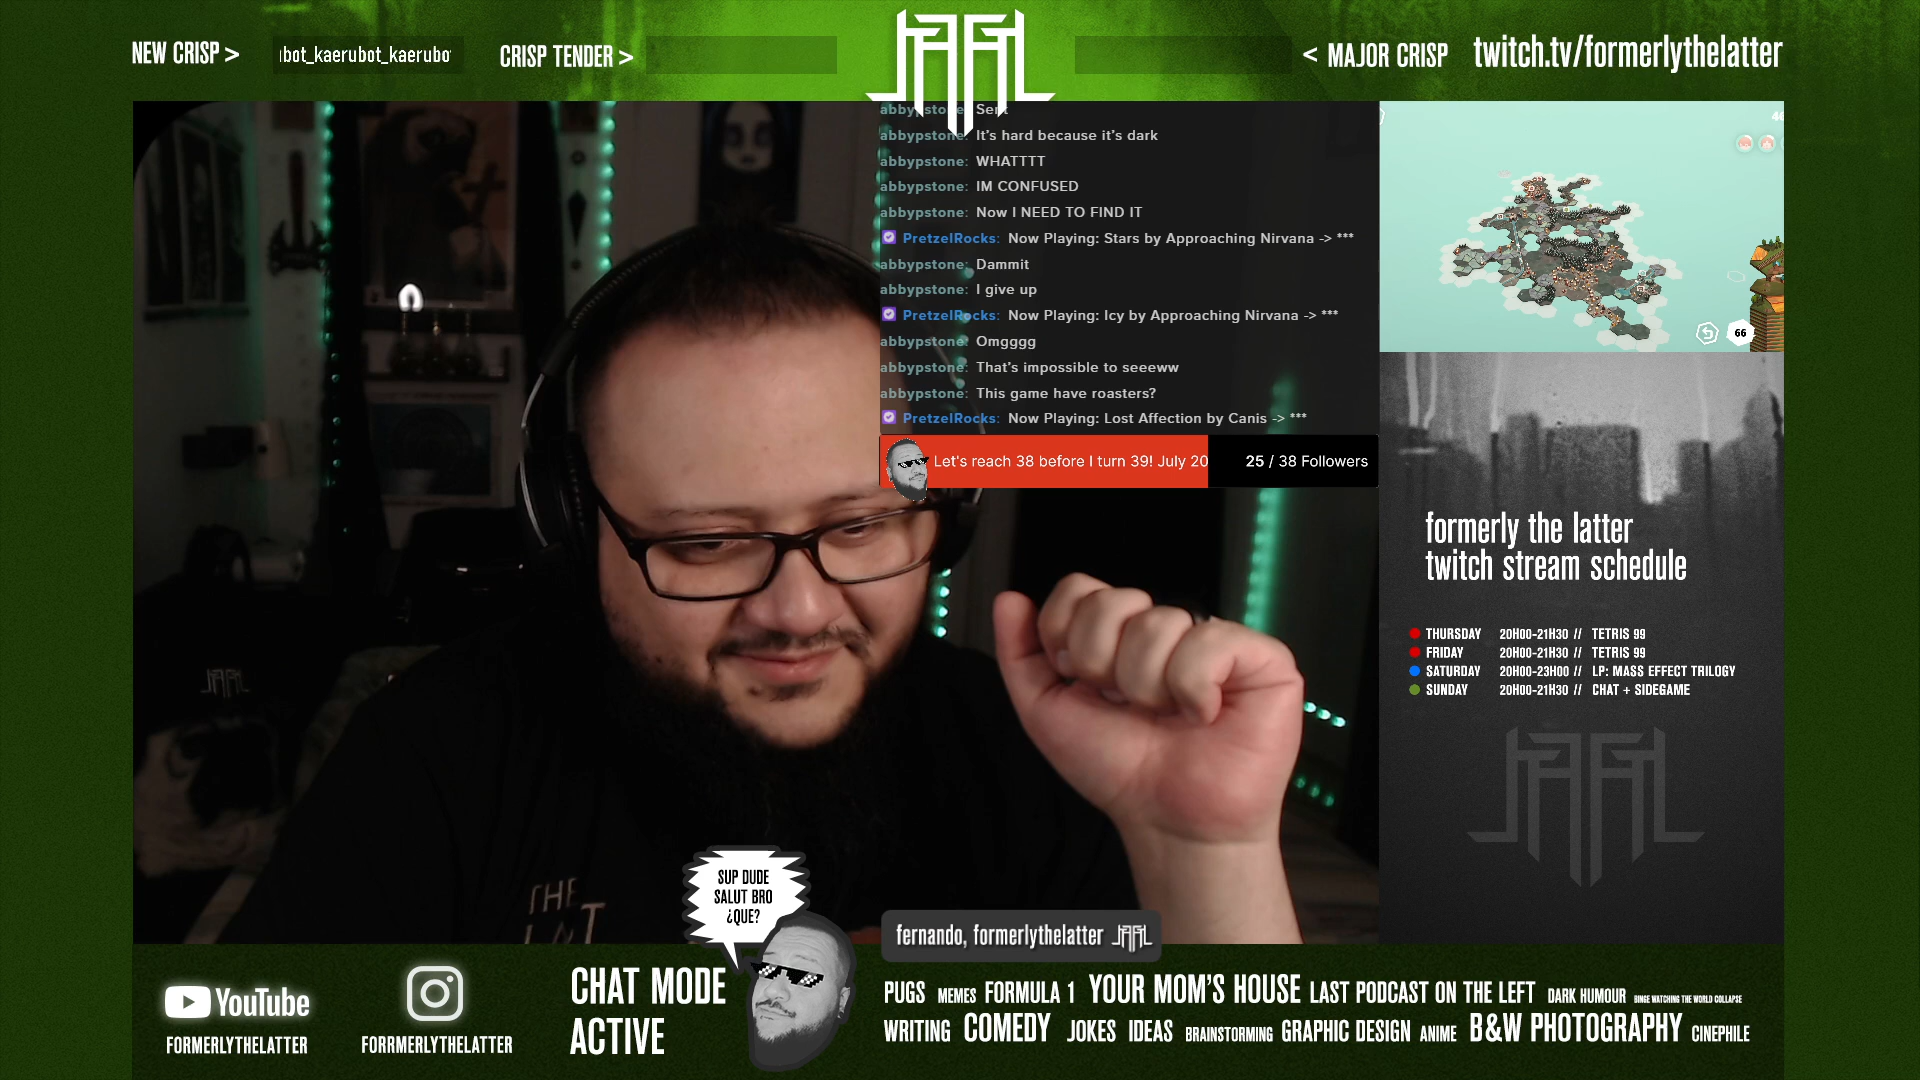 NEW CRISP >
bot_kaerubot_kaerubo
CRISP TENDER >
< MAJOR CRISP
twitch.tv/formerlythelatter
abbypstone: Sent
abbypstone: It's hard because it's dark
abbypstone: WHATTTT
abbypstone: IM CONFUSED
abbypstone: Now I NEED TO FIND IT
PretzelRocks: Now Playing: Stars by Approaching Nirvana -> ***
abbypstone: Dammit
abbypstone: I give up
PretzelRocks: Now Playing: Icy by Approaching Nirvana -> ***
abbypstone: Omgggg
abbypstone: That's impossible to seeeww
abbypstone: This game have roasters?
PretzelRocks: Now Playing: Lost Affection by Canis -> ***
Let's reach 38 before I turn 39! July 20
25 / 38 Followers
66
formerly the latter
twitch stream schedule
THURSDAY 20H00-21H30 // TETRIS 99
FRIDAY 20H00-21H30 // TETRIS 99
SATURDAY 20H00-23H00 // LP: MASS EFFECT TRILOGY
SUNDAY 20H00-21H30 // CHAT + SIDEGAME
THE
SUP DUDE
SALUT BRO
¿QUE?
fernando, formerlythelatter
YouTube
FORMERLYTHELATTER
FORRMERLYTHELATTER
CHAT MODE
ACTIVE
PUGS MEMES FORMULA 1 YOUR MOM'S HOUSE LAST PODCAST ON THE LEFT DARK HUMOUR BINGE WATCHING THE WORLD COLLAPSE
WRITING COMEDY JOKES IDEAS BRAINSTORMING GRAPHIC DESIGN ANIME B&W PHOTOGRAPHY CINEPHILE